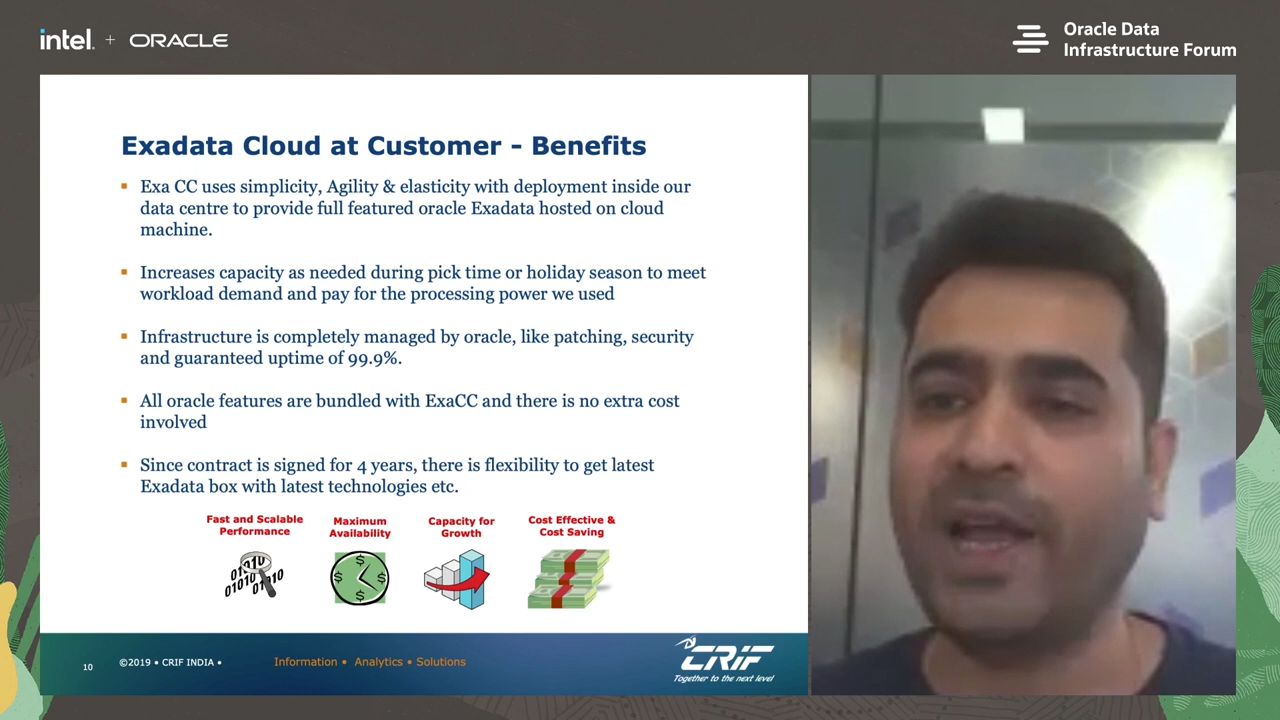 intel. + ORACLE
Oracle Data
Infrastructure Forum
Exadata Cloud at Customer - Benefits
▪ Exa CC uses simplicity, Agility & elasticity with deployment inside our
data centre to provide full featured oracle Exadata hosted on cloud
machine.
▪ Increases capacity as needed during pick time or holiday season to meet
workload demand and pay for the processing power we used
▪ Infrastructure is completely managed by oracle, like patching, security
and guaranteed uptime of 99.9%.
▪ All oracle features are bundled with ExaCC and there is no extra cost
involved
▪ Since contract is signed for 4 years, there is flexibility to get latest
Exadata box with latest technologies etc.
Fast and Scalable
Performance
Maximum
Availability
Capacity for
Growth
Cost Effective &
Cost Saving
$
$ $
$
10
©2019 • CRIF INDIA •
Information • Analytics • Solutions
CRIF
Together to the next level